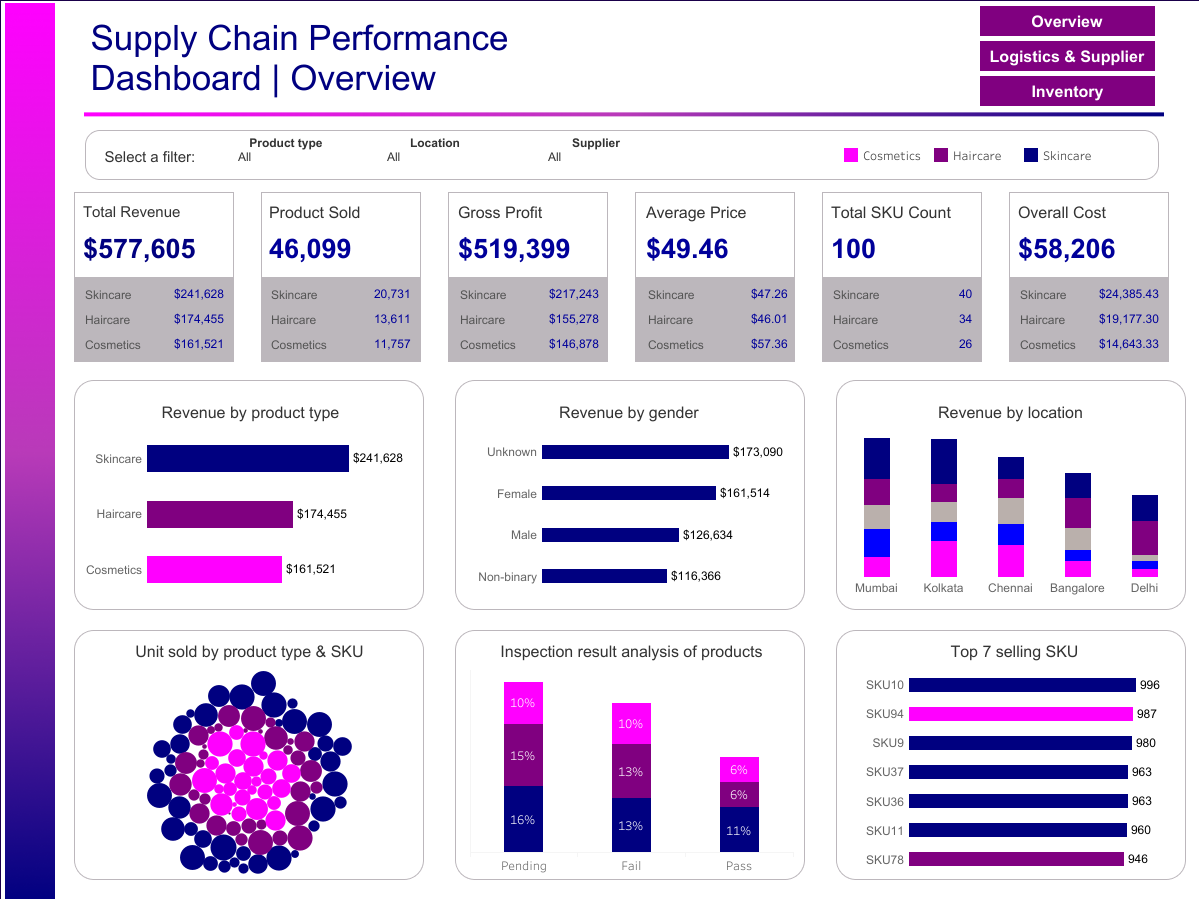 Supply Chain Performance
Dashboard | Overview
Overview
Logistics & Supplier
Inventory
Select a filter:
Product type
All
Location
All
Supplier
All
Cosmetics
Haircare
Skincare
Total Revenue
$577,605
Skincare $241,628
Haircare $174,455
Cosmetics $161,521
Product Sold
46,099
Skincare 20,731
Haircare 13,611
Cosmetics 11,757
Gross Profit
$519,399
Skincare $217,243
Haircare $155,278
Cosmetics $146,878
Average Price
$49.46
Skincare $47.26
Haircare $46.01
Cosmetics $57.36
Total SKU Count
100
Skincare 40
Haircare 34
Cosmetics 26
Overall Cost
$58,206
Skincare $24,385.43
Haircare $19,177.30
Cosmetics $14,643.33
Revenue by product type
Skincare $241,628
Haircare $174,455
Cosmetics $161,521
Revenue by gender
Unknown $173,090
Female $161,514
Male $126,634
Non-binary $116,366
Revenue by location
Mumbai Kolkata Chennai Bangalore Delhi
Unit sold by product type & SKU
Inspection result analysis of products
10%
15%
16%
10%
13%
13%
6%
6%
11%
Pending Fail Pass
Top 7 selling SKU
SKU10 996
SKU94 987
SKU9 980
SKU37 963
SKU36 963
SKU11 960
SKU78 946